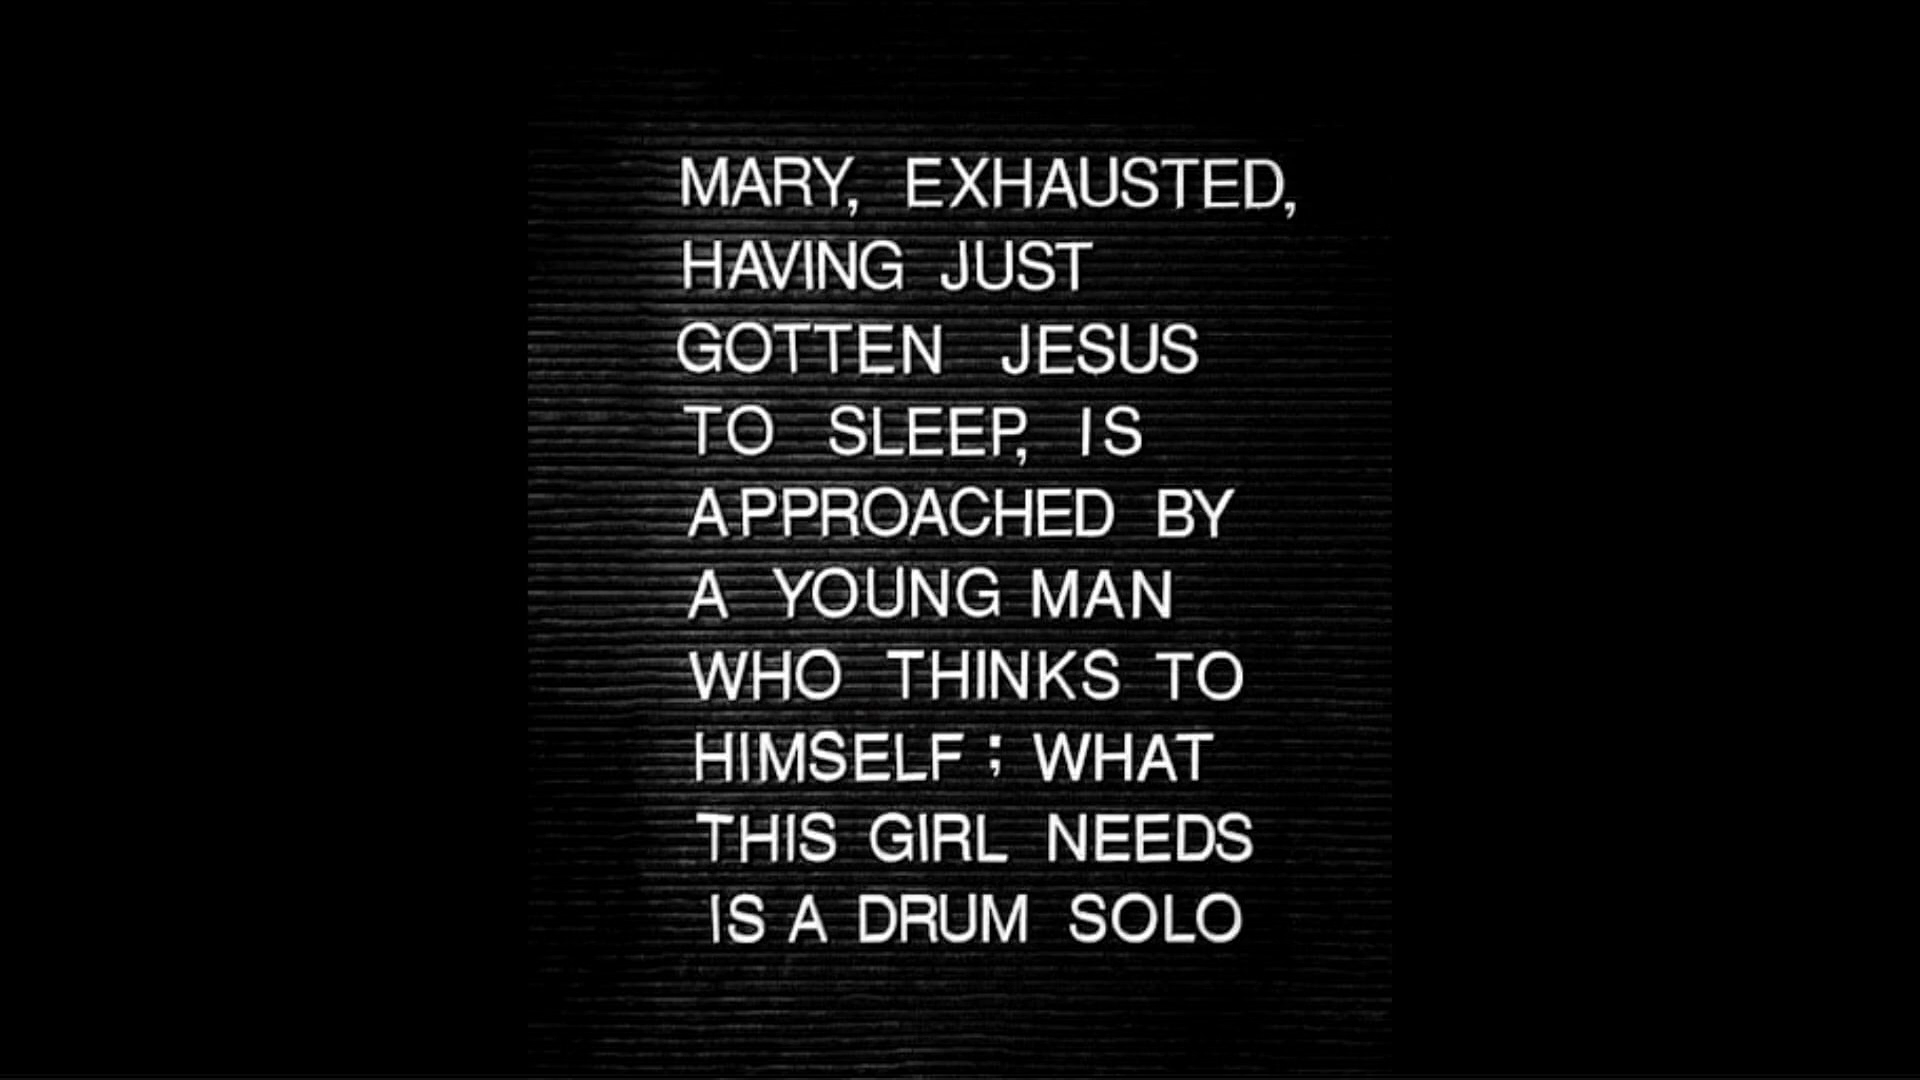 MARY, EXHAUSTED,
HAVING JUST
GOTTEN JESUS
TO SLEEP, IS
APPROACHED BY
A YOUNG MAN
WHO THINKS TO
HIMSELF ; WHAT
THIS GIRL NEEDS
IS A DRUM SOLO